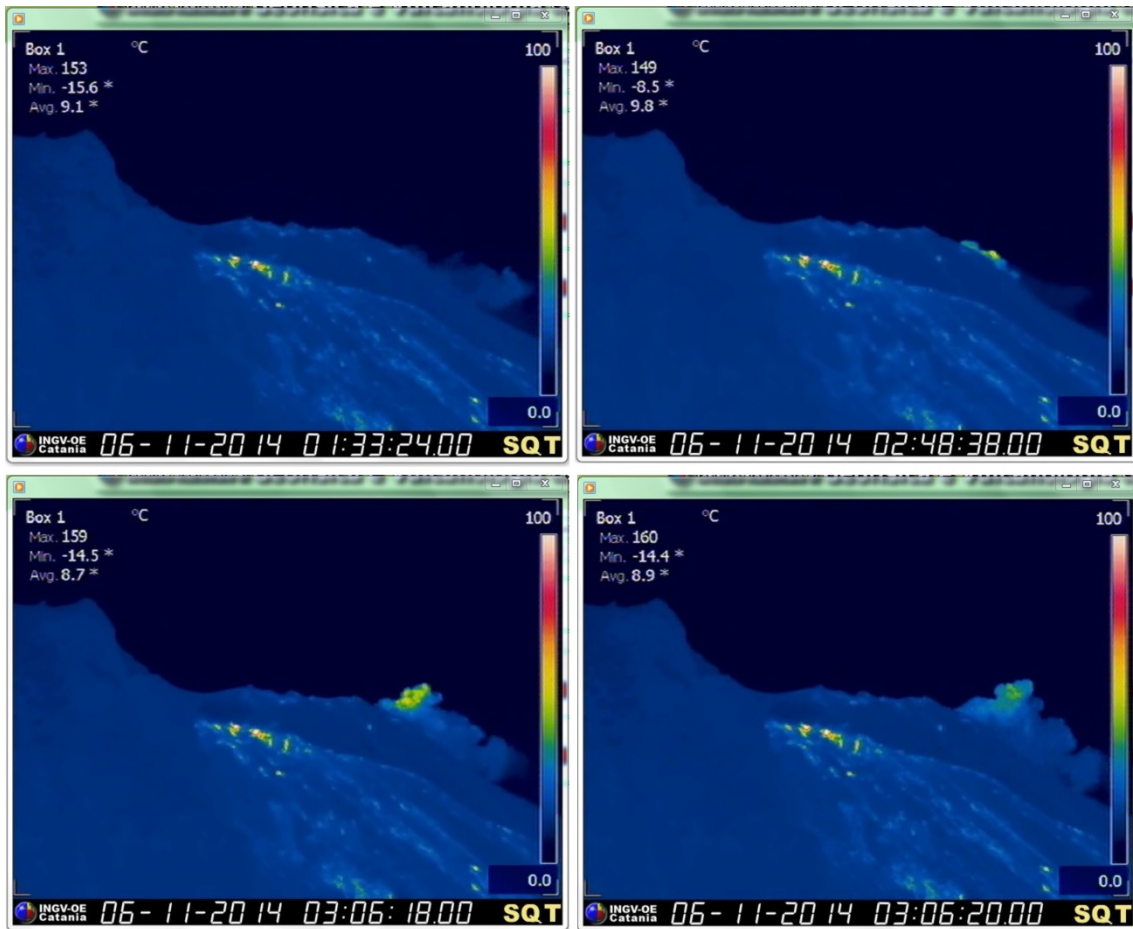 Box 1 °C 100
Max. 153
Min. -15.6 *
Avg. 9.1 *
0.0
INGV-OE
Catania 06-11-2014 01:33:24.00 SQT
Box 1 °C 100
Max. 149
Min. -8.5 *
Avg. 9.8 *
0.0
INGV-OE
Catania 06-11-2014 02:48:38.00 SQT
Box 1 °C 100
Max. 159
Min. -14.5 *
Avg. 8.7 *
0.0
INGV-OE
Catania 06-11-2014 03:06:18.00 SQT
Box 1 °C 100
Max. 160
Min. -14.4 *
Avg. 8.9 *
0.0
INGV-OE
Catania 06-11-2014 03:06:20.00 SQT